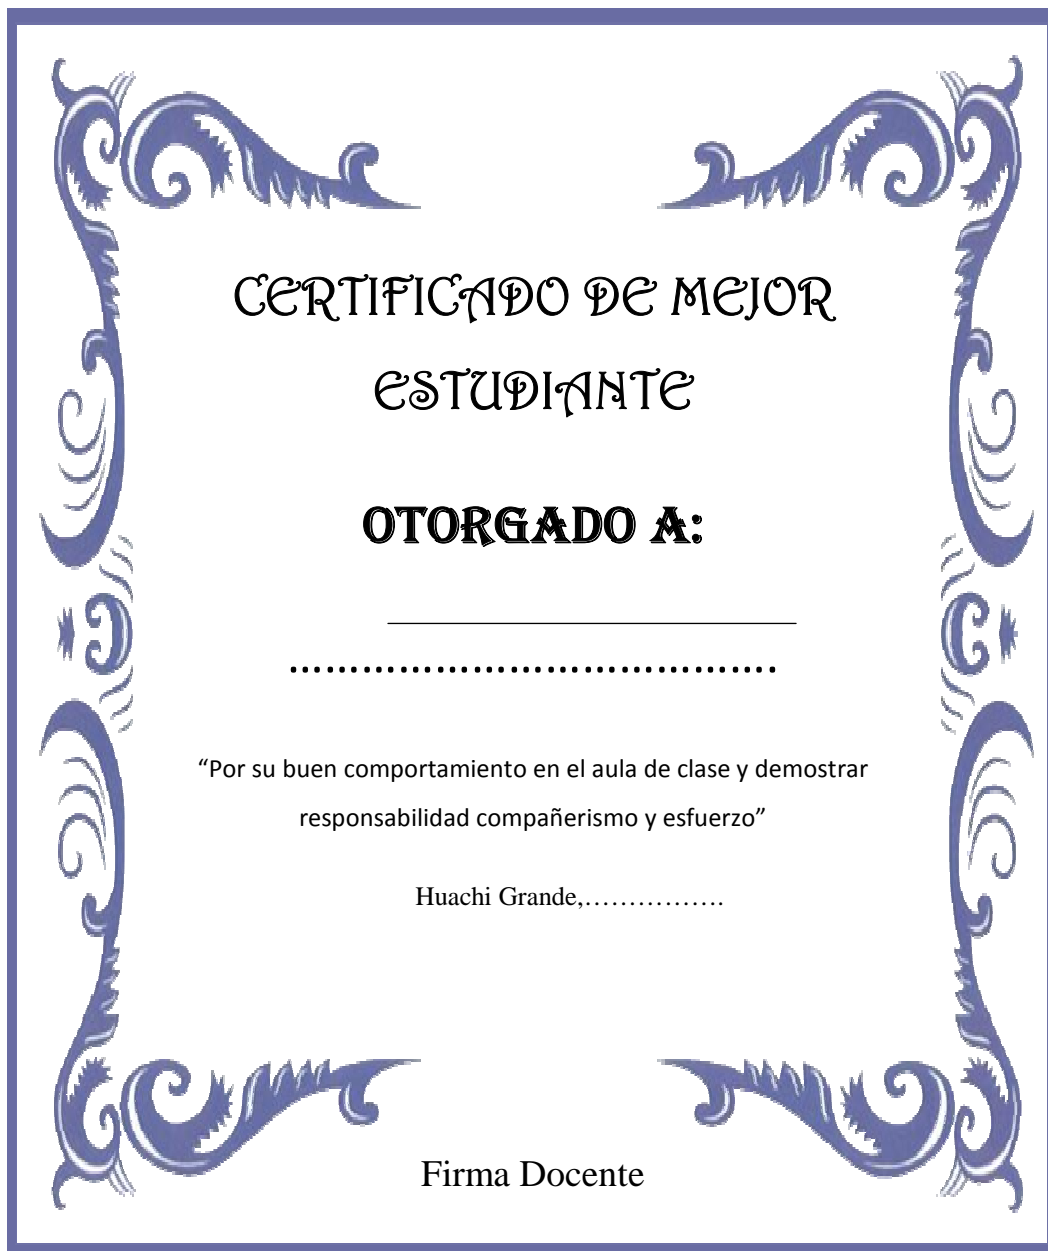 CERTIFICADO DE MEJOR
ESTUDIANTE
OTORGADO A:
…………………………………….
“Por su buen comportamiento en el aula de clase y demostrar
responsabilidad compañerismo y esfuerzo”
Huachi Grande,…………….
Firma Docente